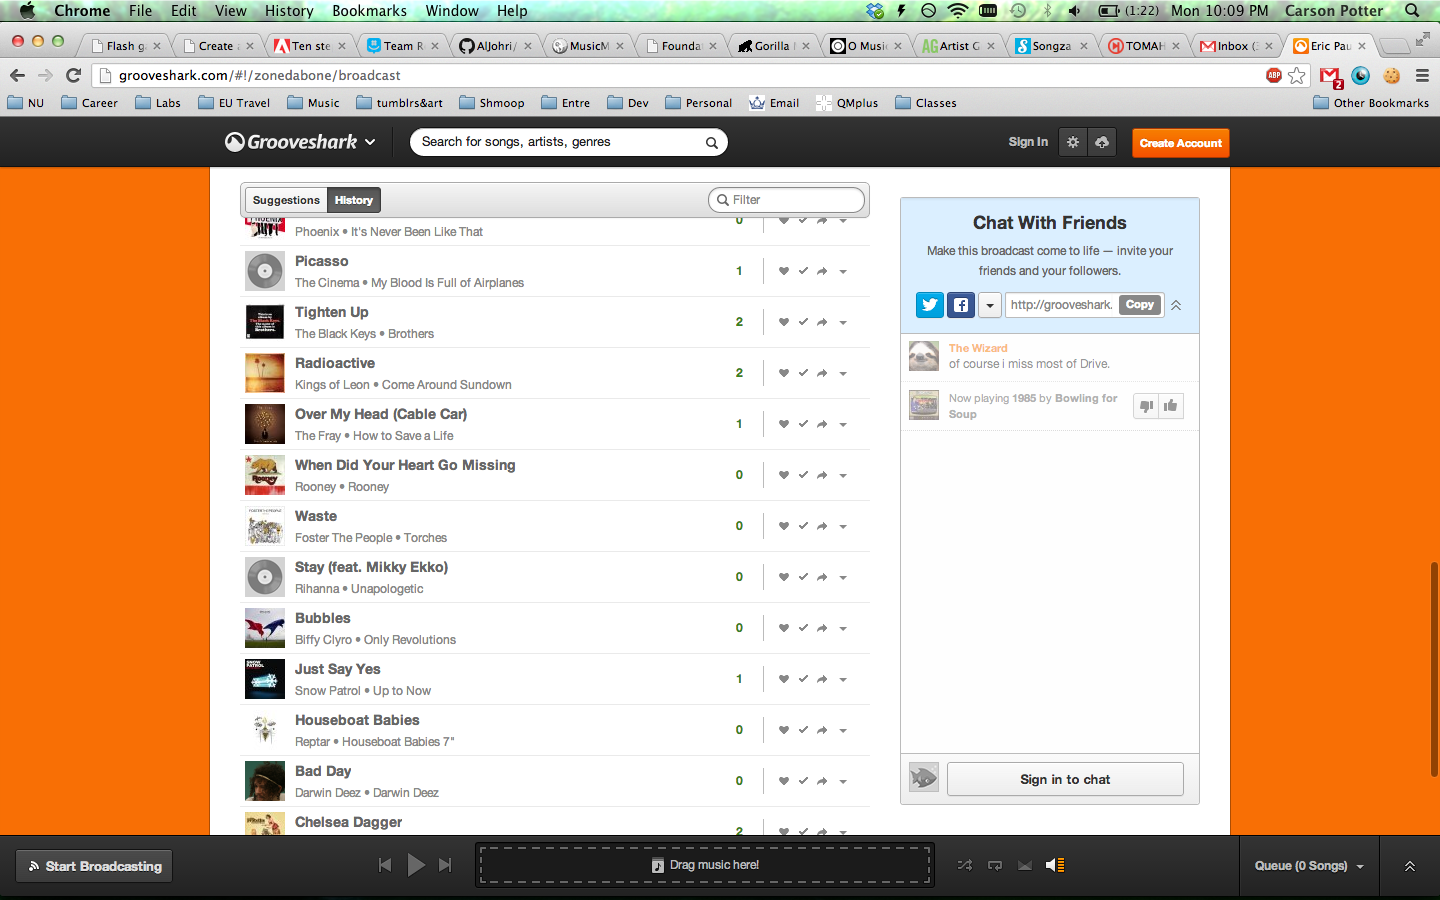 Chrome File Edit View History Bookmarks Window Help (1:22) Mon 10:09 PM Carson Potter
Flash g Create a Ten ste Team R AlJohri/ MusicM Founda Gorilla O Music Artist G Songza TOMAH Inbox (2 Eric Pau
grooveshark.com/#!/zonedabone/broadcast ABP 2
NU Career Labs EU Travel Music tumblrs&art Shmoop Entre Dev Personal Email QMplus Classes Other Bookmarks
Grooveshark Search for songs, artists, genres Sign In Create Account
Suggestions History Filter
0
Phoenix • It's Never Been Like That
Picasso
The Cinema • My Blood Is Full of Airplanes
1
Tighten Up
The Black Keys • Brothers
2
Radioactive
Kings of Leon • Come Around Sundown
2
Over My Head (Cable Car)
The Fray • How to Save a Life
1
When Did Your Heart Go Missing
Rooney • Rooney
0
Waste
Foster The People • Torches
0
Stay (feat. Mikky Ekko)
Rihanna • Unapologetic
0
Bubbles
Biffy Clyro • Only Revolutions
0
Just Say Yes
Snow Patrol • Up to Now
1
Houseboat Babies
Reptar • Houseboat Babies 7"
0
Bad Day
Darwin Deez • Darwin Deez
0
Chelsea Dagger
2
Chat With Friends
Make this broadcast come to life — invite your
friends and your followers.
http://grooveshark. Copy
The Wizard
of course i miss most of Drive.
Now playing 1985 by Bowling for
Soup
Sign in to chat
Start Broadcasting Drag music here! Queue (0 Songs)